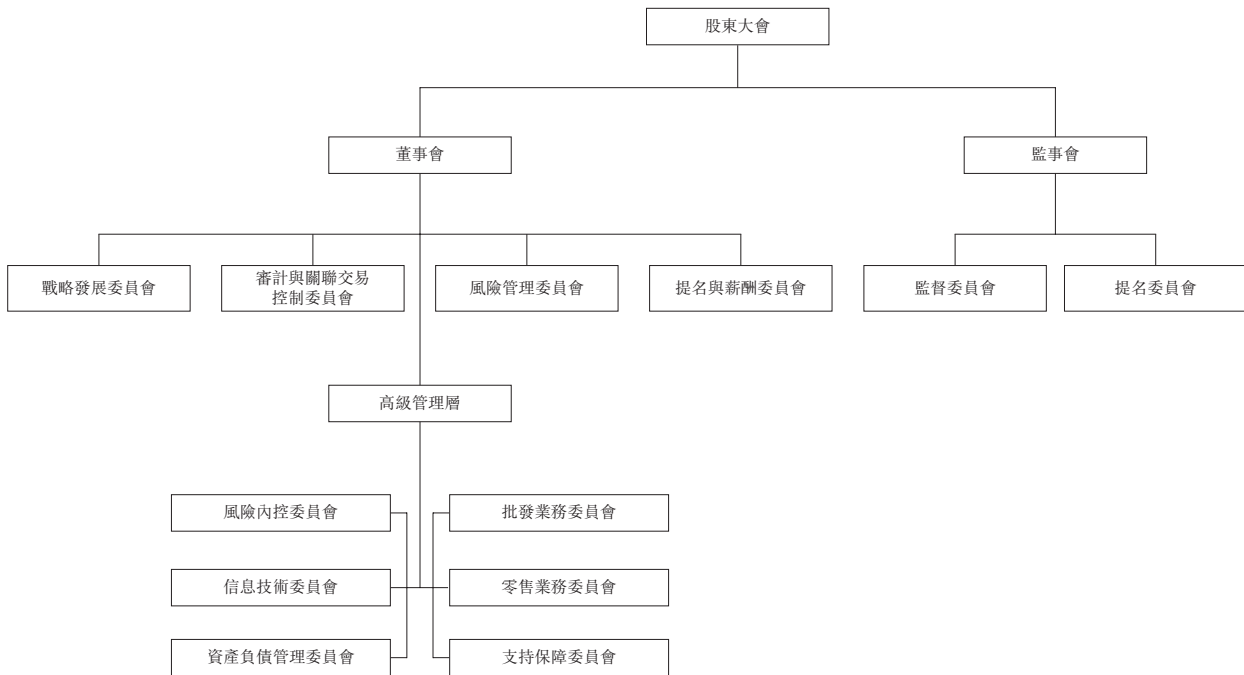 股東大會
董事會
監事會
戰略發展委員會
審計與關聯交易
控制委員會
風險管理委員會
提名與薪酬委員會
監督委員會
提名委員會
高級管理層
風險內控委員會
批發業務委員會
信息技術委員會
零售業務委員會
資產負債管理委員會
支持保障委員會